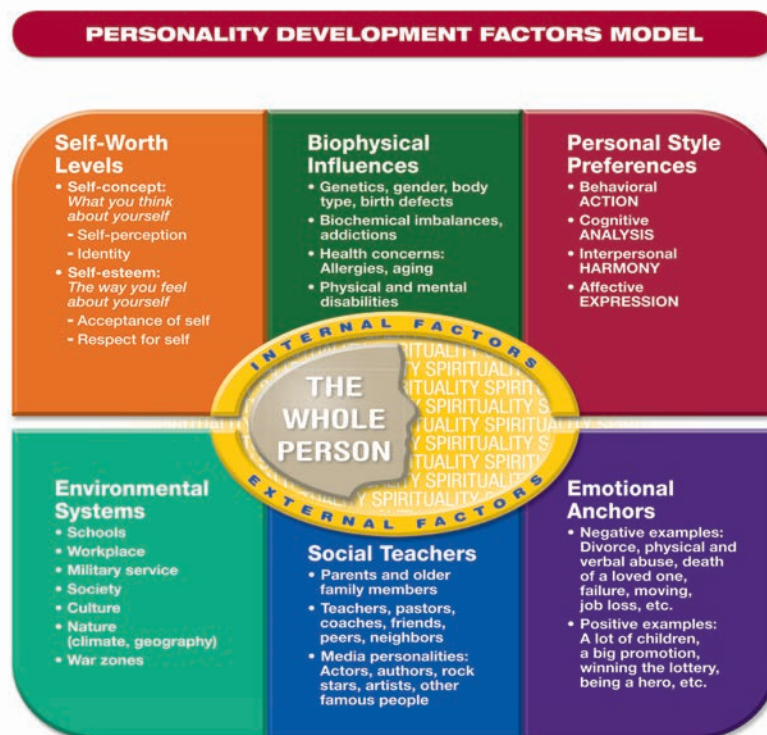 PERSONALITY DEVELOPMENT FACTORS MODEL
Self-Worth
Levels
• Self-concept:
What you think
about yourself
- Self-perception
- Identity
• Self-esteem:
The way you feel
about yourself
- Acceptance of self
- Respect for self
Biophysical
Influences
• Genetics, gender, body
type, birth defects
• Biochemical imbalances,
addictions
• Health concerns:
Allergies, aging
• Physical and mental
disabilities
Personal Style
Preferences
• Behavioral
ACTION
• Cognitive
ANALYSIS
• Interpersonal
HARMONY
• Affective
EXPRESSION
INTERNAL FACTORS
THE
WHOLE
PERSON
SPIRITUALITY
EXTERNAL FACTORS
Environmental
Systems
• Schools
• Workplace
• Military service
• Society
• Culture
• Nature
(climate, geography)
• War zones
Social Teachers
• Parents and older
family members
• Teachers, pastors,
coaches, friends,
peers, neighbors
• Media personalities:
Actors, authors, rock
stars, artists, other
famous people
Emotional
Anchors
• Negative examples:
Divorce, physical and
verbal abuse, death
of a loved one,
failure, moving,
job loss, etc.
• Positive examples:
A lot of children,
a big promotion,
winning the lottery,
being a hero, etc.